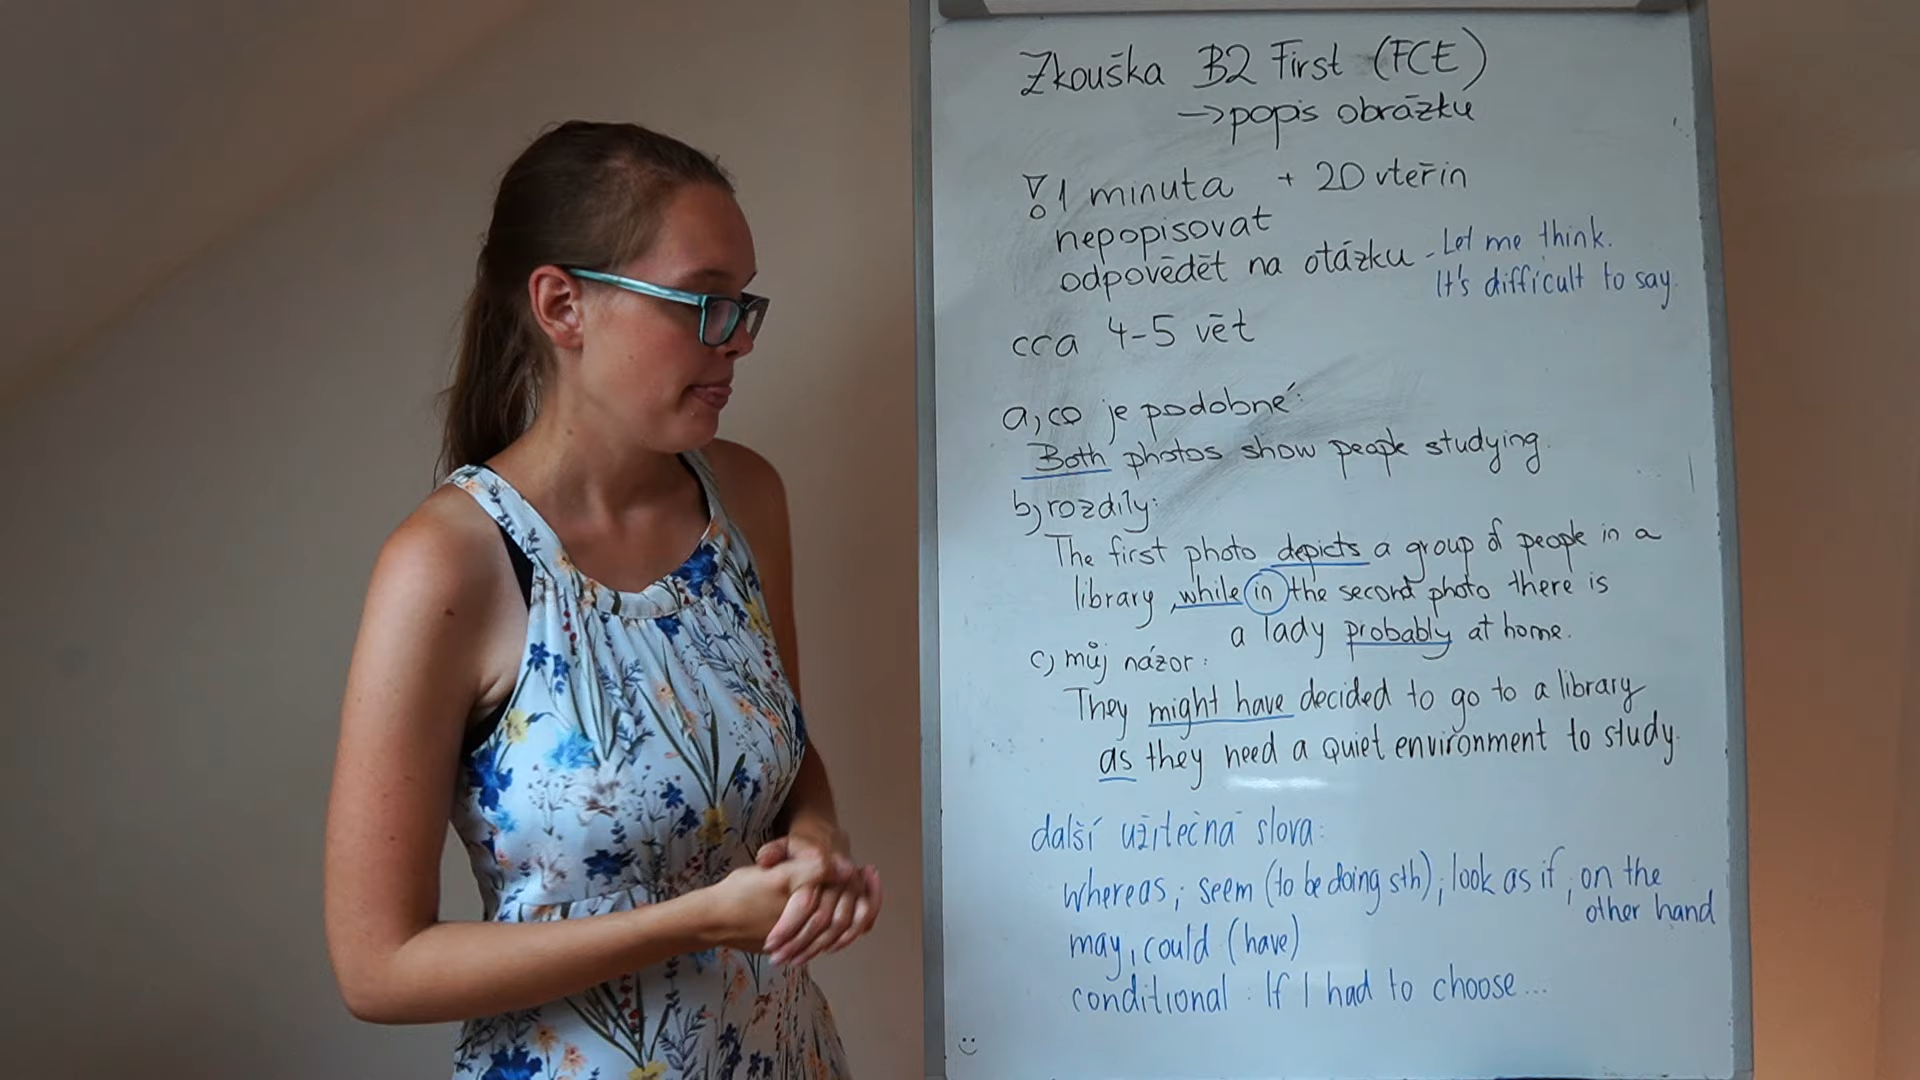 Zkouška B2 First (FCE)
→ popis obrázku
! 1 minuta + 20 vteřin
nepopisovat
odpovědět na otázku - Let me think.
It's difficult to say.
cca 4-5 vět
a, co je podobné:
Both photos show people studying.
b, rozdíly:
The first photo depicts a group of people in a
library, while in the second photo there is
a lady probably at home.
c, můj názor:
They might have decided to go to a library
as they need a quiet environment to study.
další užitečná slova:
whereas; seem (to be doing sth); look as if; on the
other hand
may, could (have)
conditional: If I had to choose...